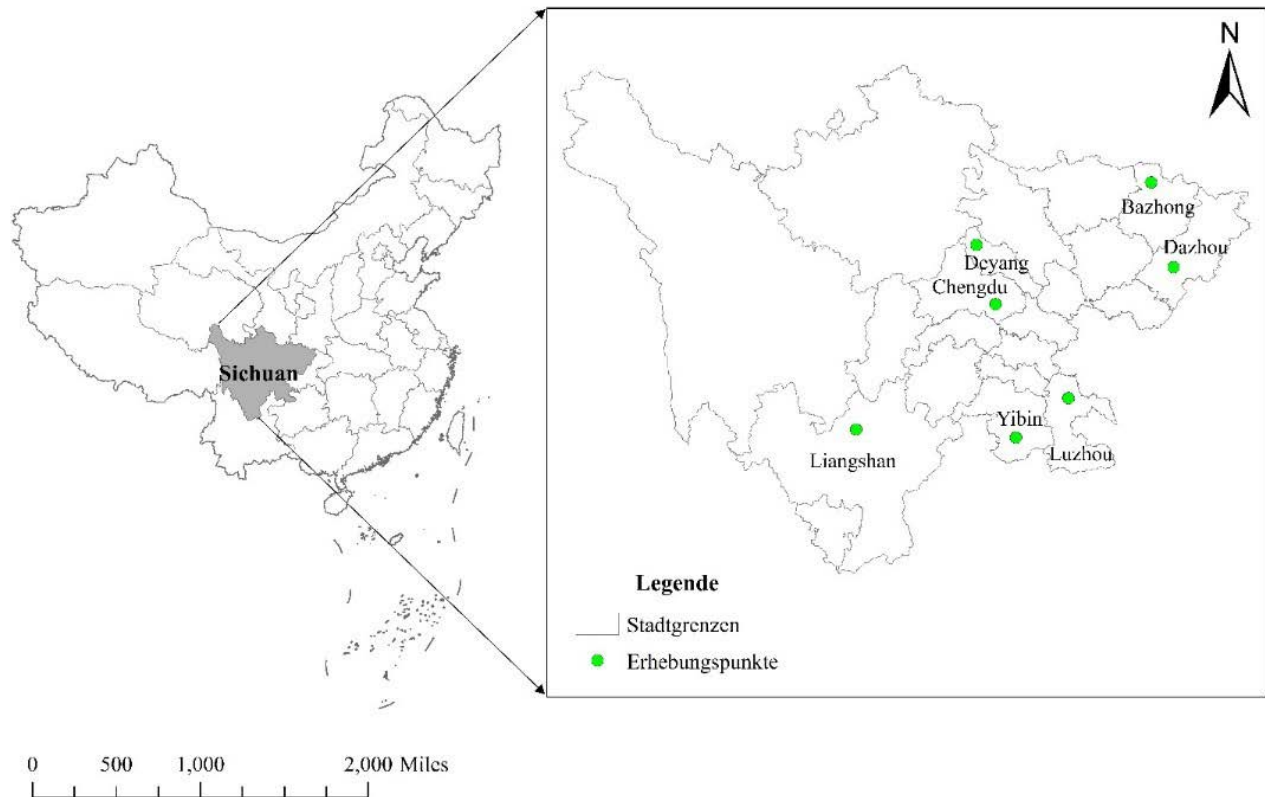 N
Bazhong
Dazhou
Deyang
Chengdu
Sichuan
Yibin
Liangshan
Luzhou
Legende
Stadtgrenzen
Erhebungspunkte
0 500 1,000 2,000 Miles